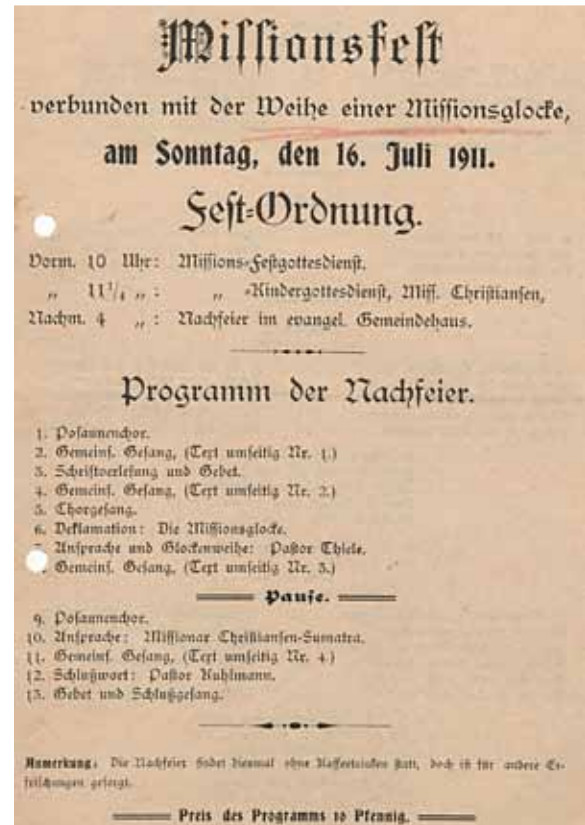 Missionsfest
verbunden mit der Weihe einer Missionsglocke,
am Sonntag, den 16. Juli 1911.
Fest=Ordnung.
Vorm. 10 Uhr: Missions=Festgottesdienst.
„ 11¼ „ : „ =Kindergottesdienst, Miss. Christiansen,
Nachm. 4 „ : Nachfeier im evangel. Gemeindehaus.
Programm der Nachfeier.
1. Posaunenchor.
2. Gemeins. Gesang, (Text umseitig Nr. 1.)
3. Schriftverlesung und Gebet.
4. Gemeins. Gesang, (Text umseitig Nr. 2.)
5. Chorgesang.
6. Deklamation: Die Missionsglocke.
Ansprache und Glockenweihe: Pastor Thiele.
Gemeins. Gesang, (Text umseitig Nr. 3.)
Pause.
9. Posaunenchor.
10. Ansprache: Missionar Christiansen-Sumatra.
11. Gemeins. Gesang, (Text umseitig Nr. 4.)
12. Schlußwort: Pastor Kuhlmann.
13. Gebet und Schlußgesang.
Anmerkung: Die Nachfeier findet diesmal ohne Kaffeetrinken statt, doch ist für andere Er-
frischungen gesorgt.
Preis des Programms 10 Pfennig.